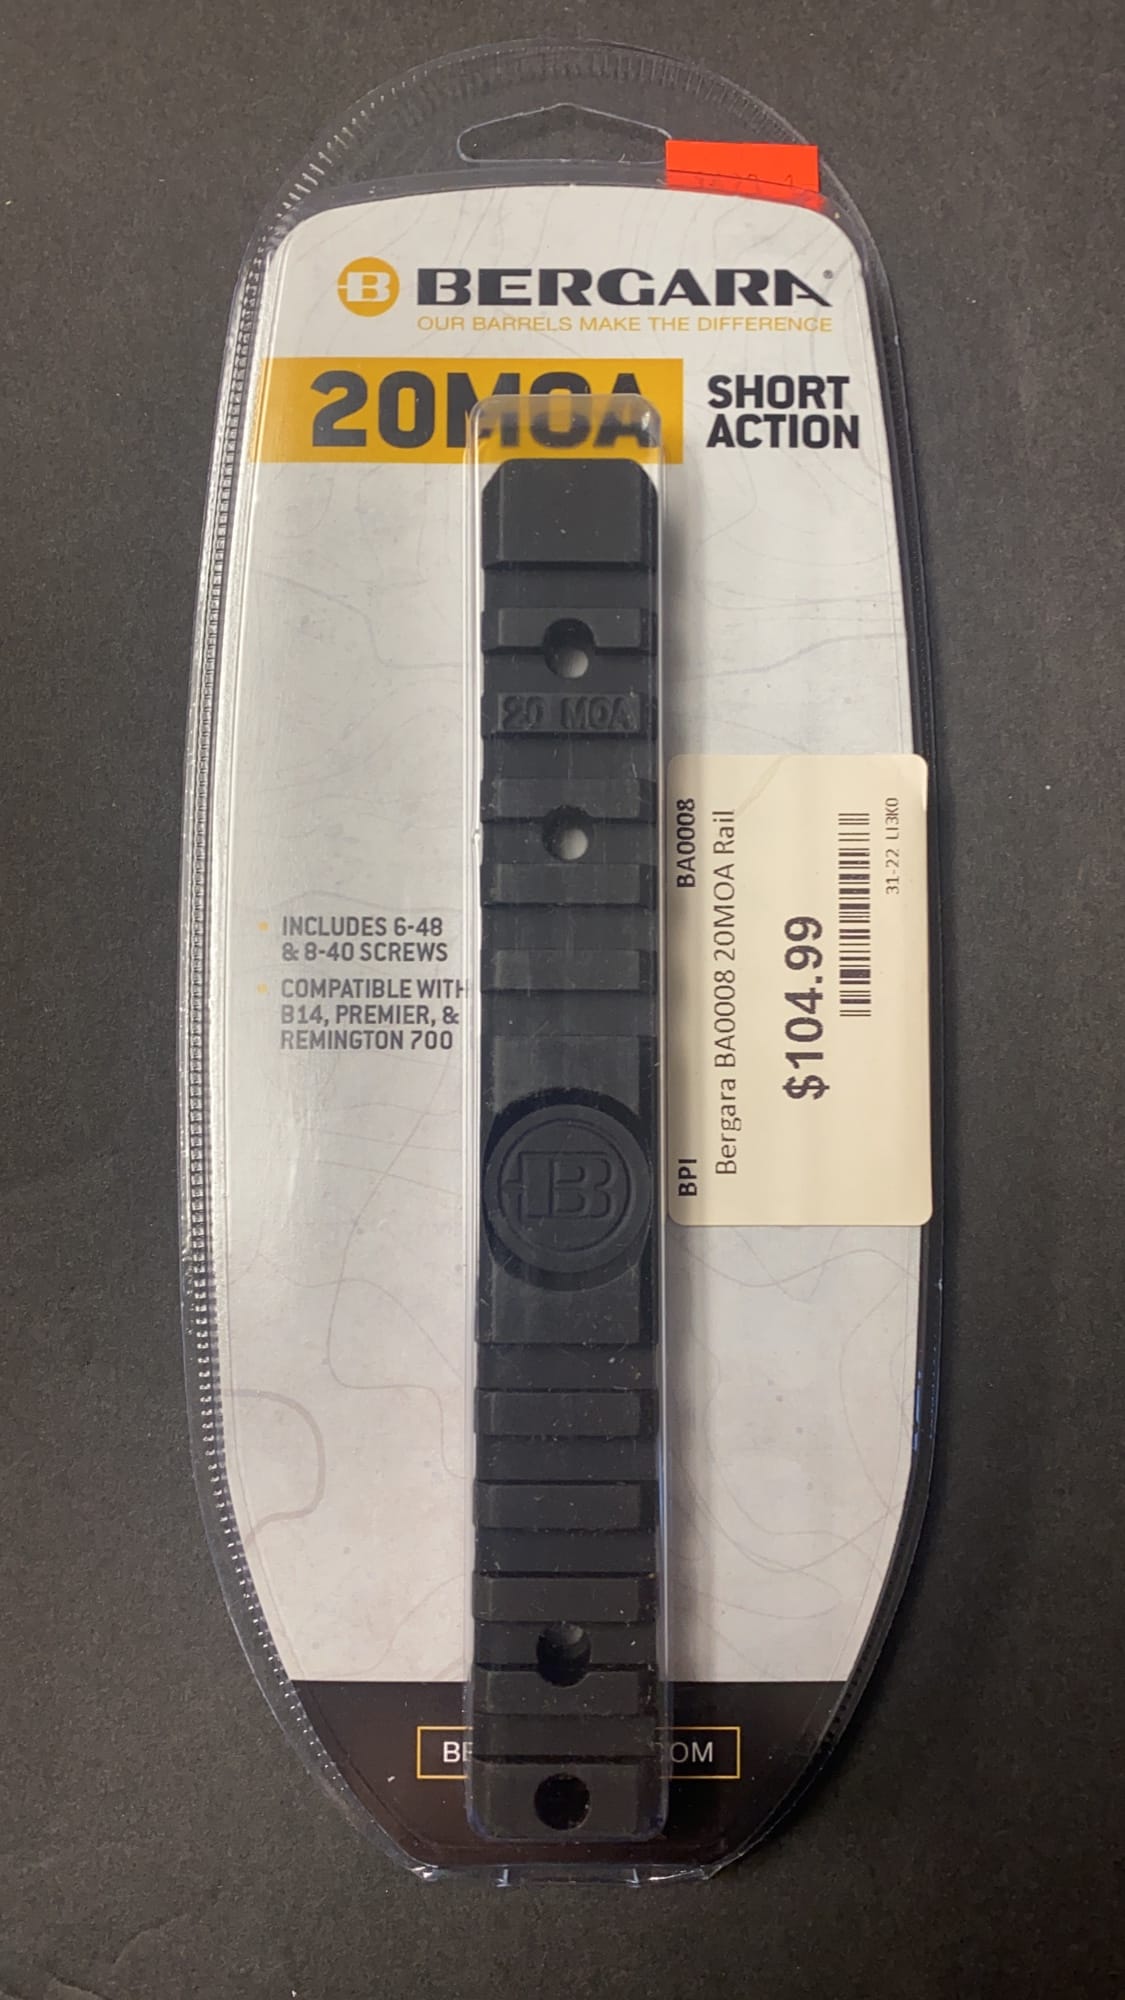 B BERGARA®
OUR BARRELS MAKE THE DIFFERENCE
20MOA
SHORT
ACTION
20 MOA
INCLUDES 6-48
& 8-40 SCREWS
COMPATIBLE WITH
B14, PREMIER, &
REMINGTON 700
B
BPI BA0008
Bergara BA0008 20MOA Rail
$104.99
31-22 LI3K0